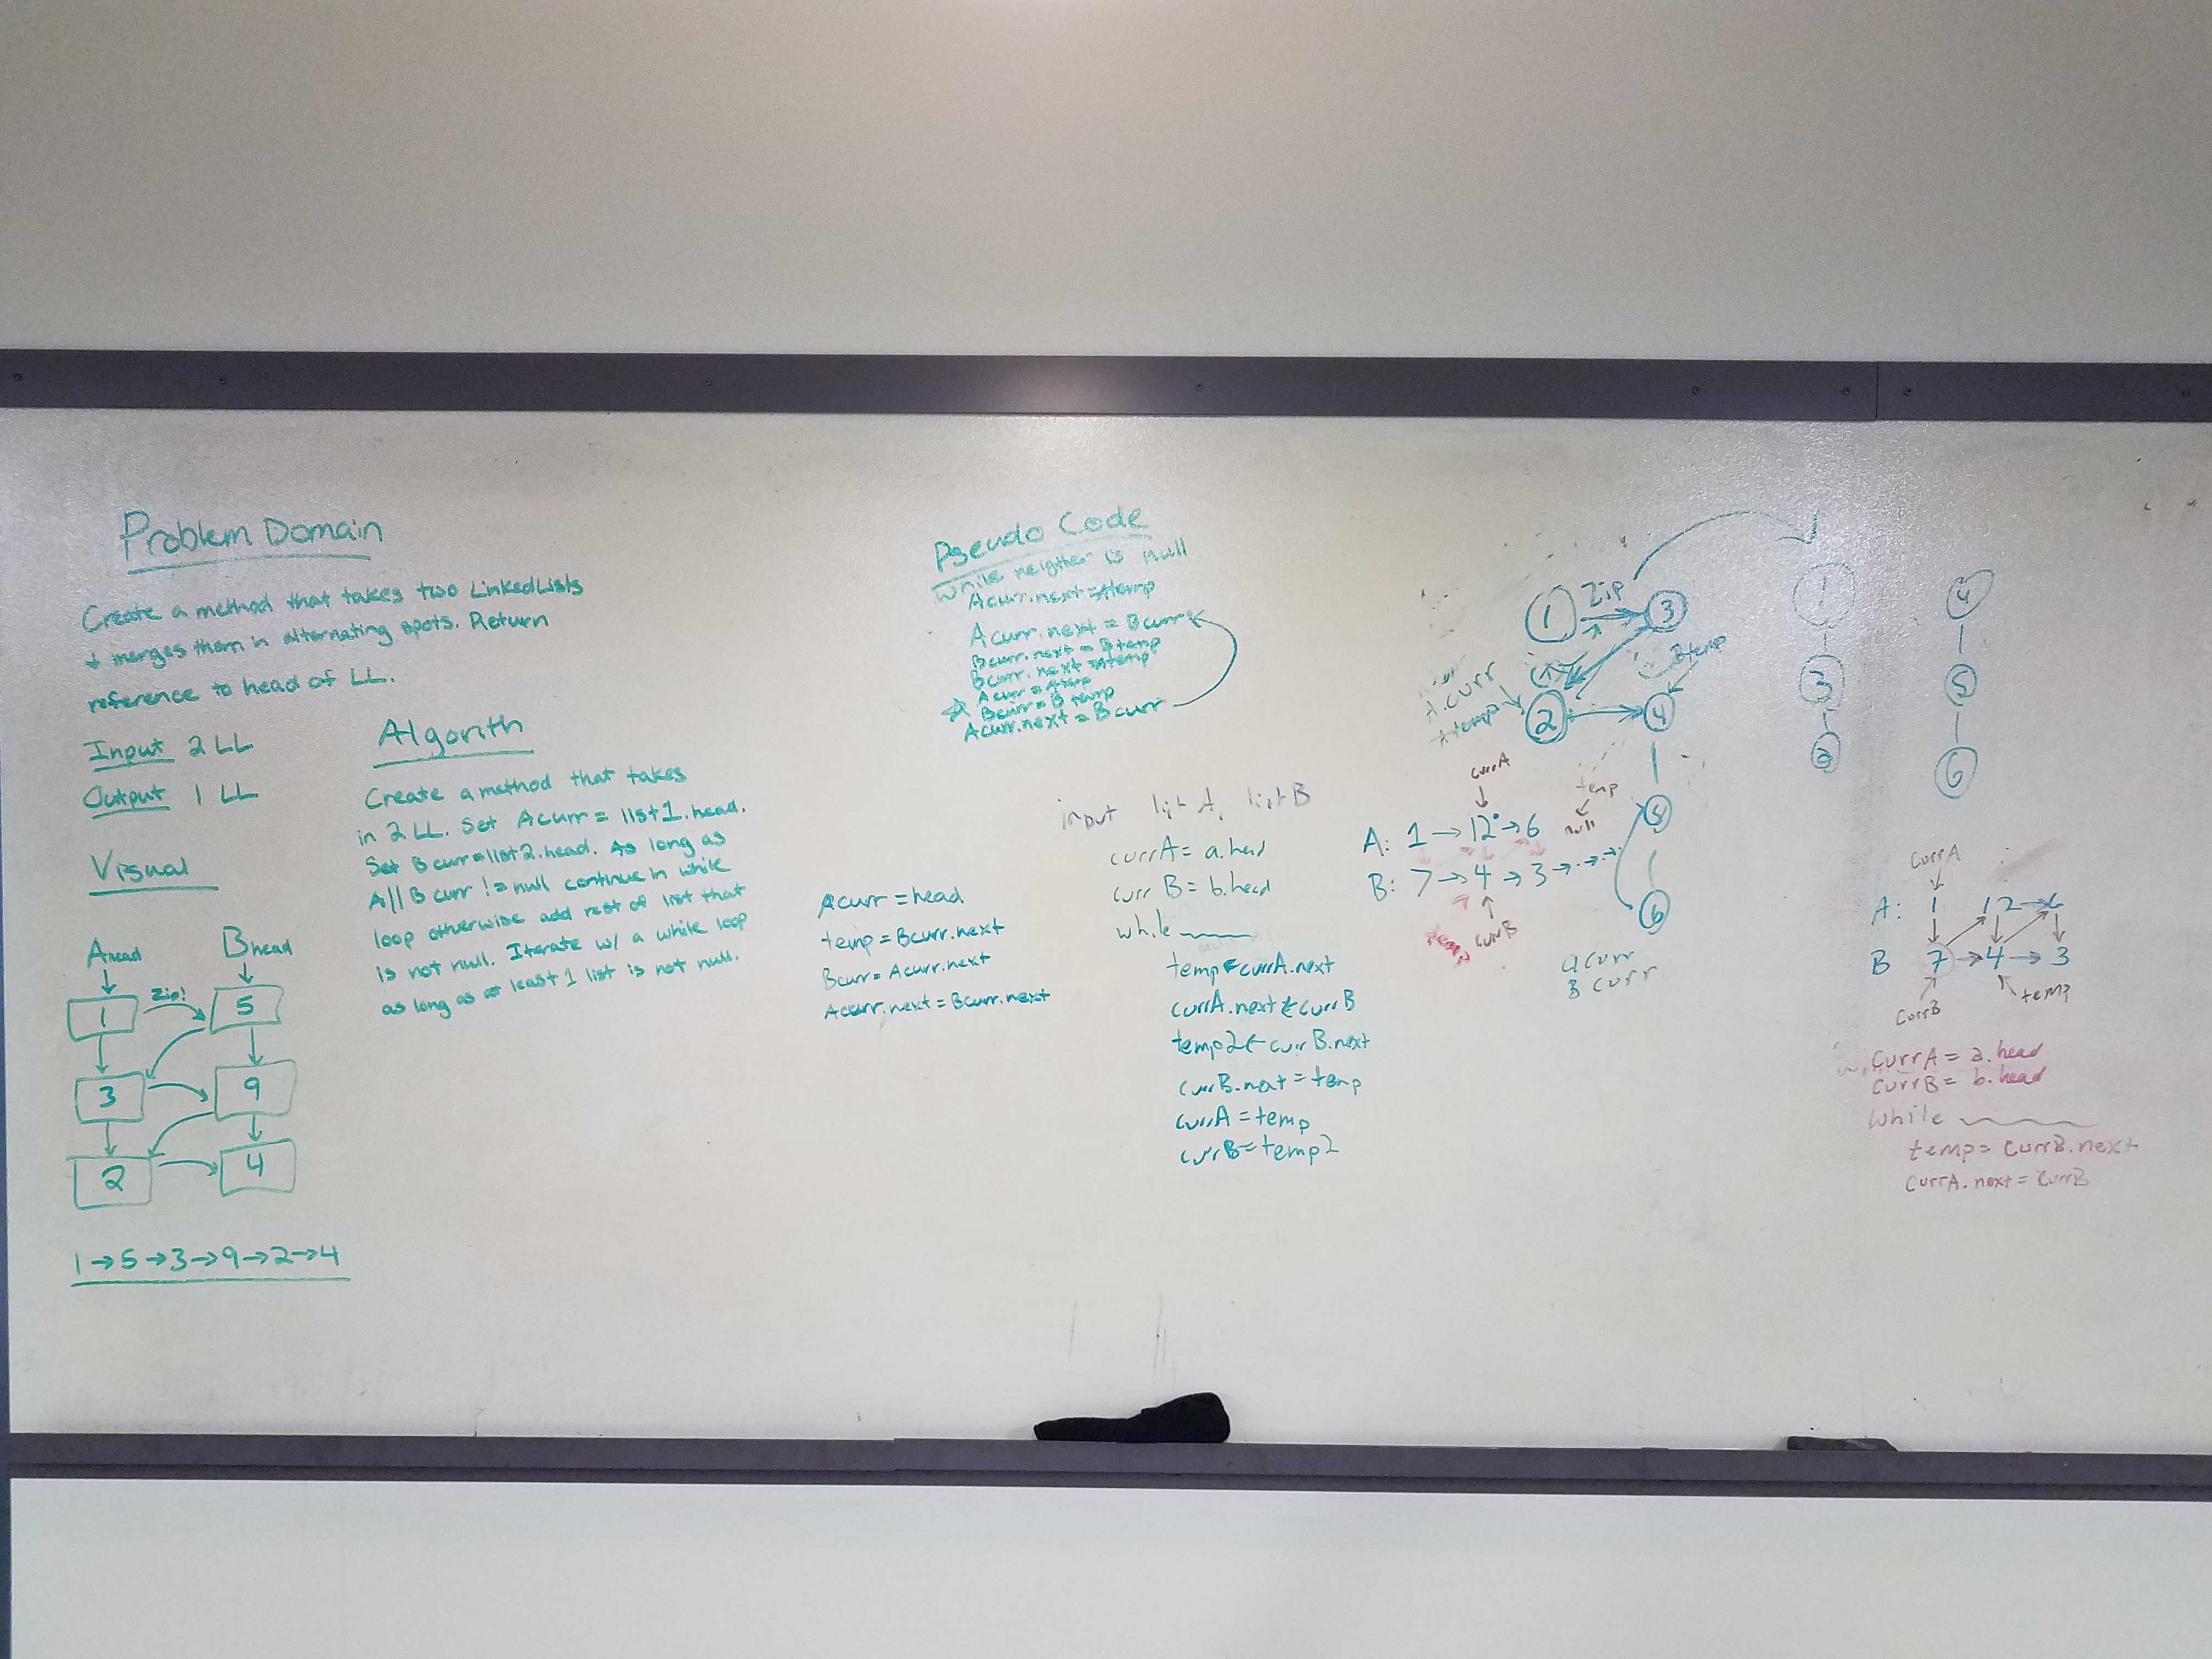 Problem Domain
Create a method that takes two LinkedLists
+ merges them in alternating spots. Return
reference to head of LL.
Input 2 LL
Output 1 LL
Visual
Ahead Bhead
1 Zip! 5
3 9
2 4
1→5→3→9→2→4
Algorith
Create a method that takes
in 2 LL. Set Acurr = list1.head.
Set Bcurr=list2.head. As long as
A||B curr != null continue in while
loop otherwise add rest of list that
is not null. Iterate w/ a while loop
as long as at least 1 list is not null.
Pseudo Code
while neigther is null
Acurr.next = Atemp
Acurr.next = Bcurr
Bcurr.next = Btemp
Bcurr.next = Atemp
Acurr = Atemp
Bcurr = B temp
Acurr.next = Bcurr
Acurr = head
temp = Bcurr.next
Bcurr = Acurr.next
Acurr.next = Bcurr.next
input list A, list B
currA = a.head
curr B = b.head
while
temp ← currA.next
currA.next ← currB
temp2 ← currB.next
currB.next = temp
currA = temp
currB = temp2
1 Zip 3
Btemp
A.curr
Atemp
2 → 4
5
6
currA
temp
A: 1 → 12 → 6 null
B: 7 → 4 → 3 →
temp currB
acurr
B curr
1 4
3 5
2 6
CurrA
A: 1 12 → 6
B 7 → 4 → 3
CurrB temp
CurrA = a.head
CurrB = b.head
While
temp = CurrB.next
CurrA.next = CurrB